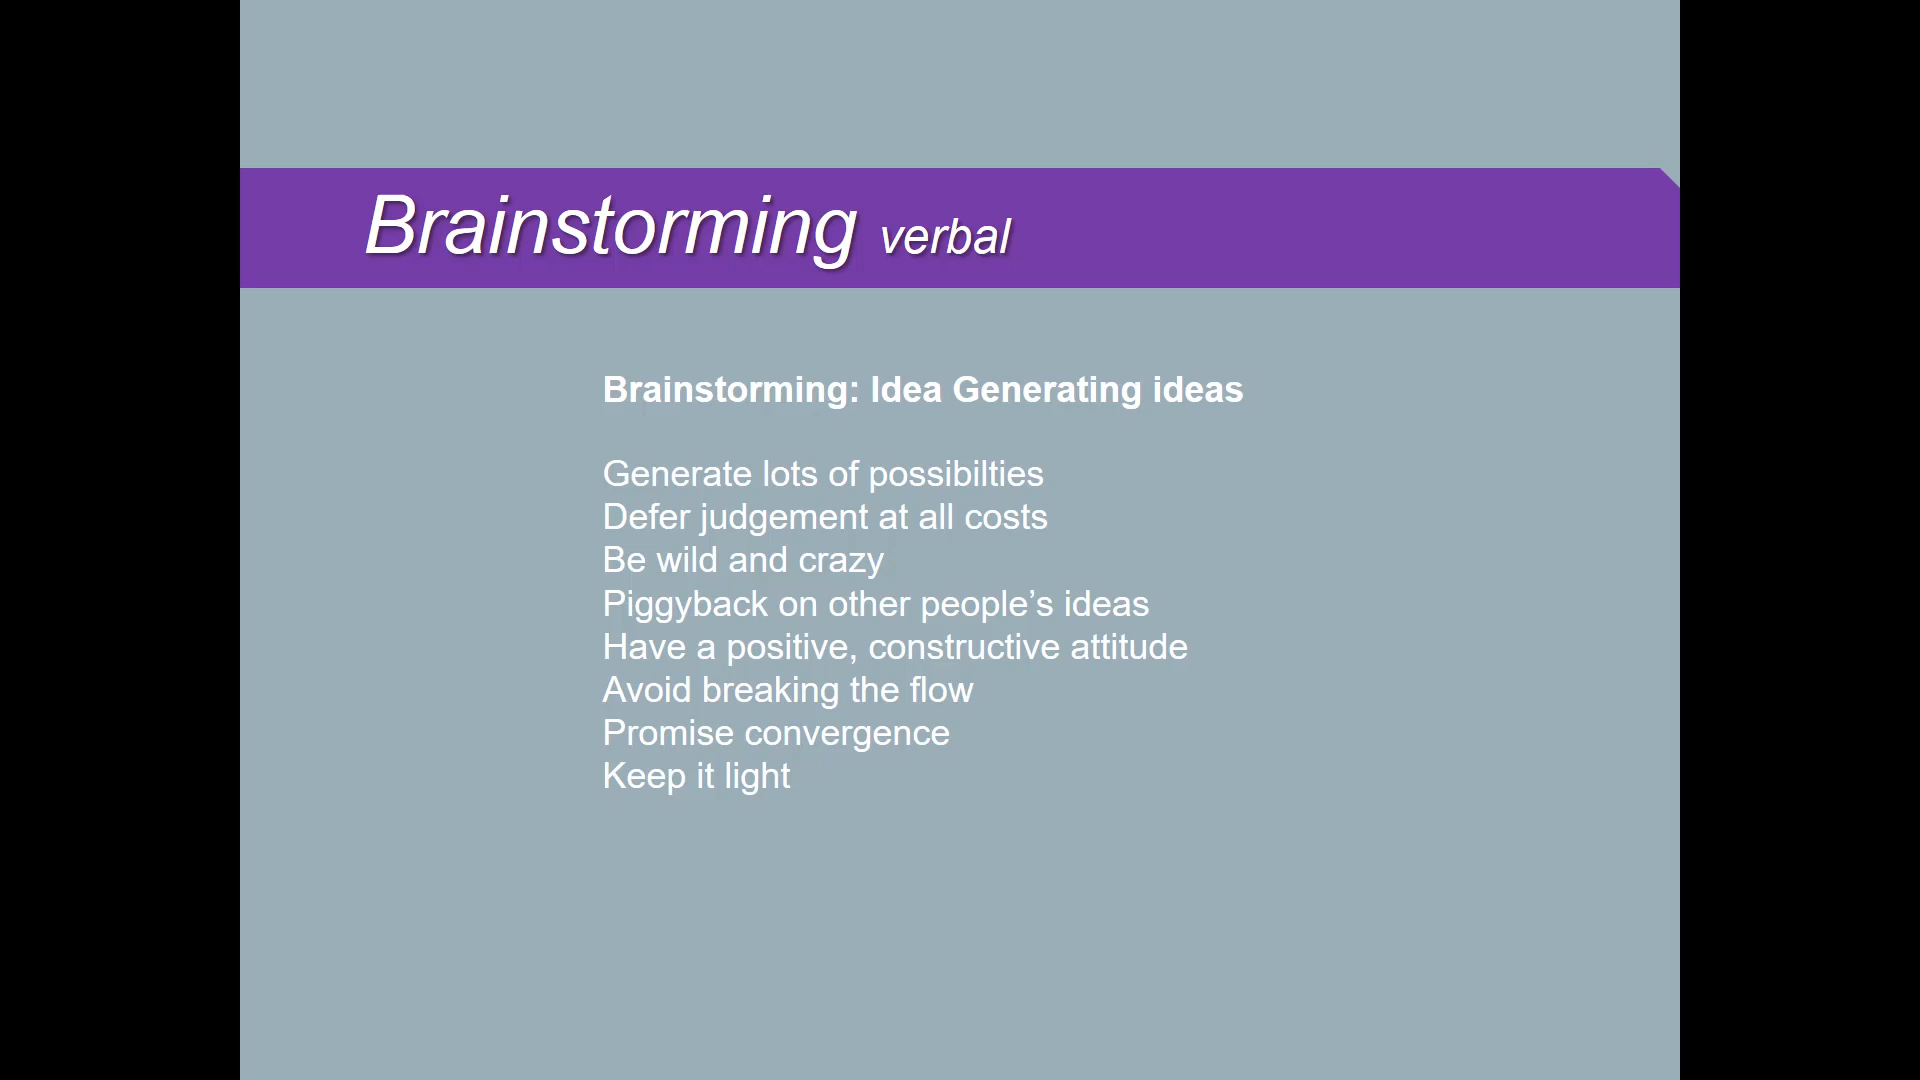 Brainstorming verbal
Brainstorming: Idea Generating ideas
Generate lots of possibilties
Defer judgement at all costs
Be wild and crazy
Piggyback on other people’s ideas
Have a positive, constructive attitude
Avoid breaking the flow
Promise convergence
Keep it light